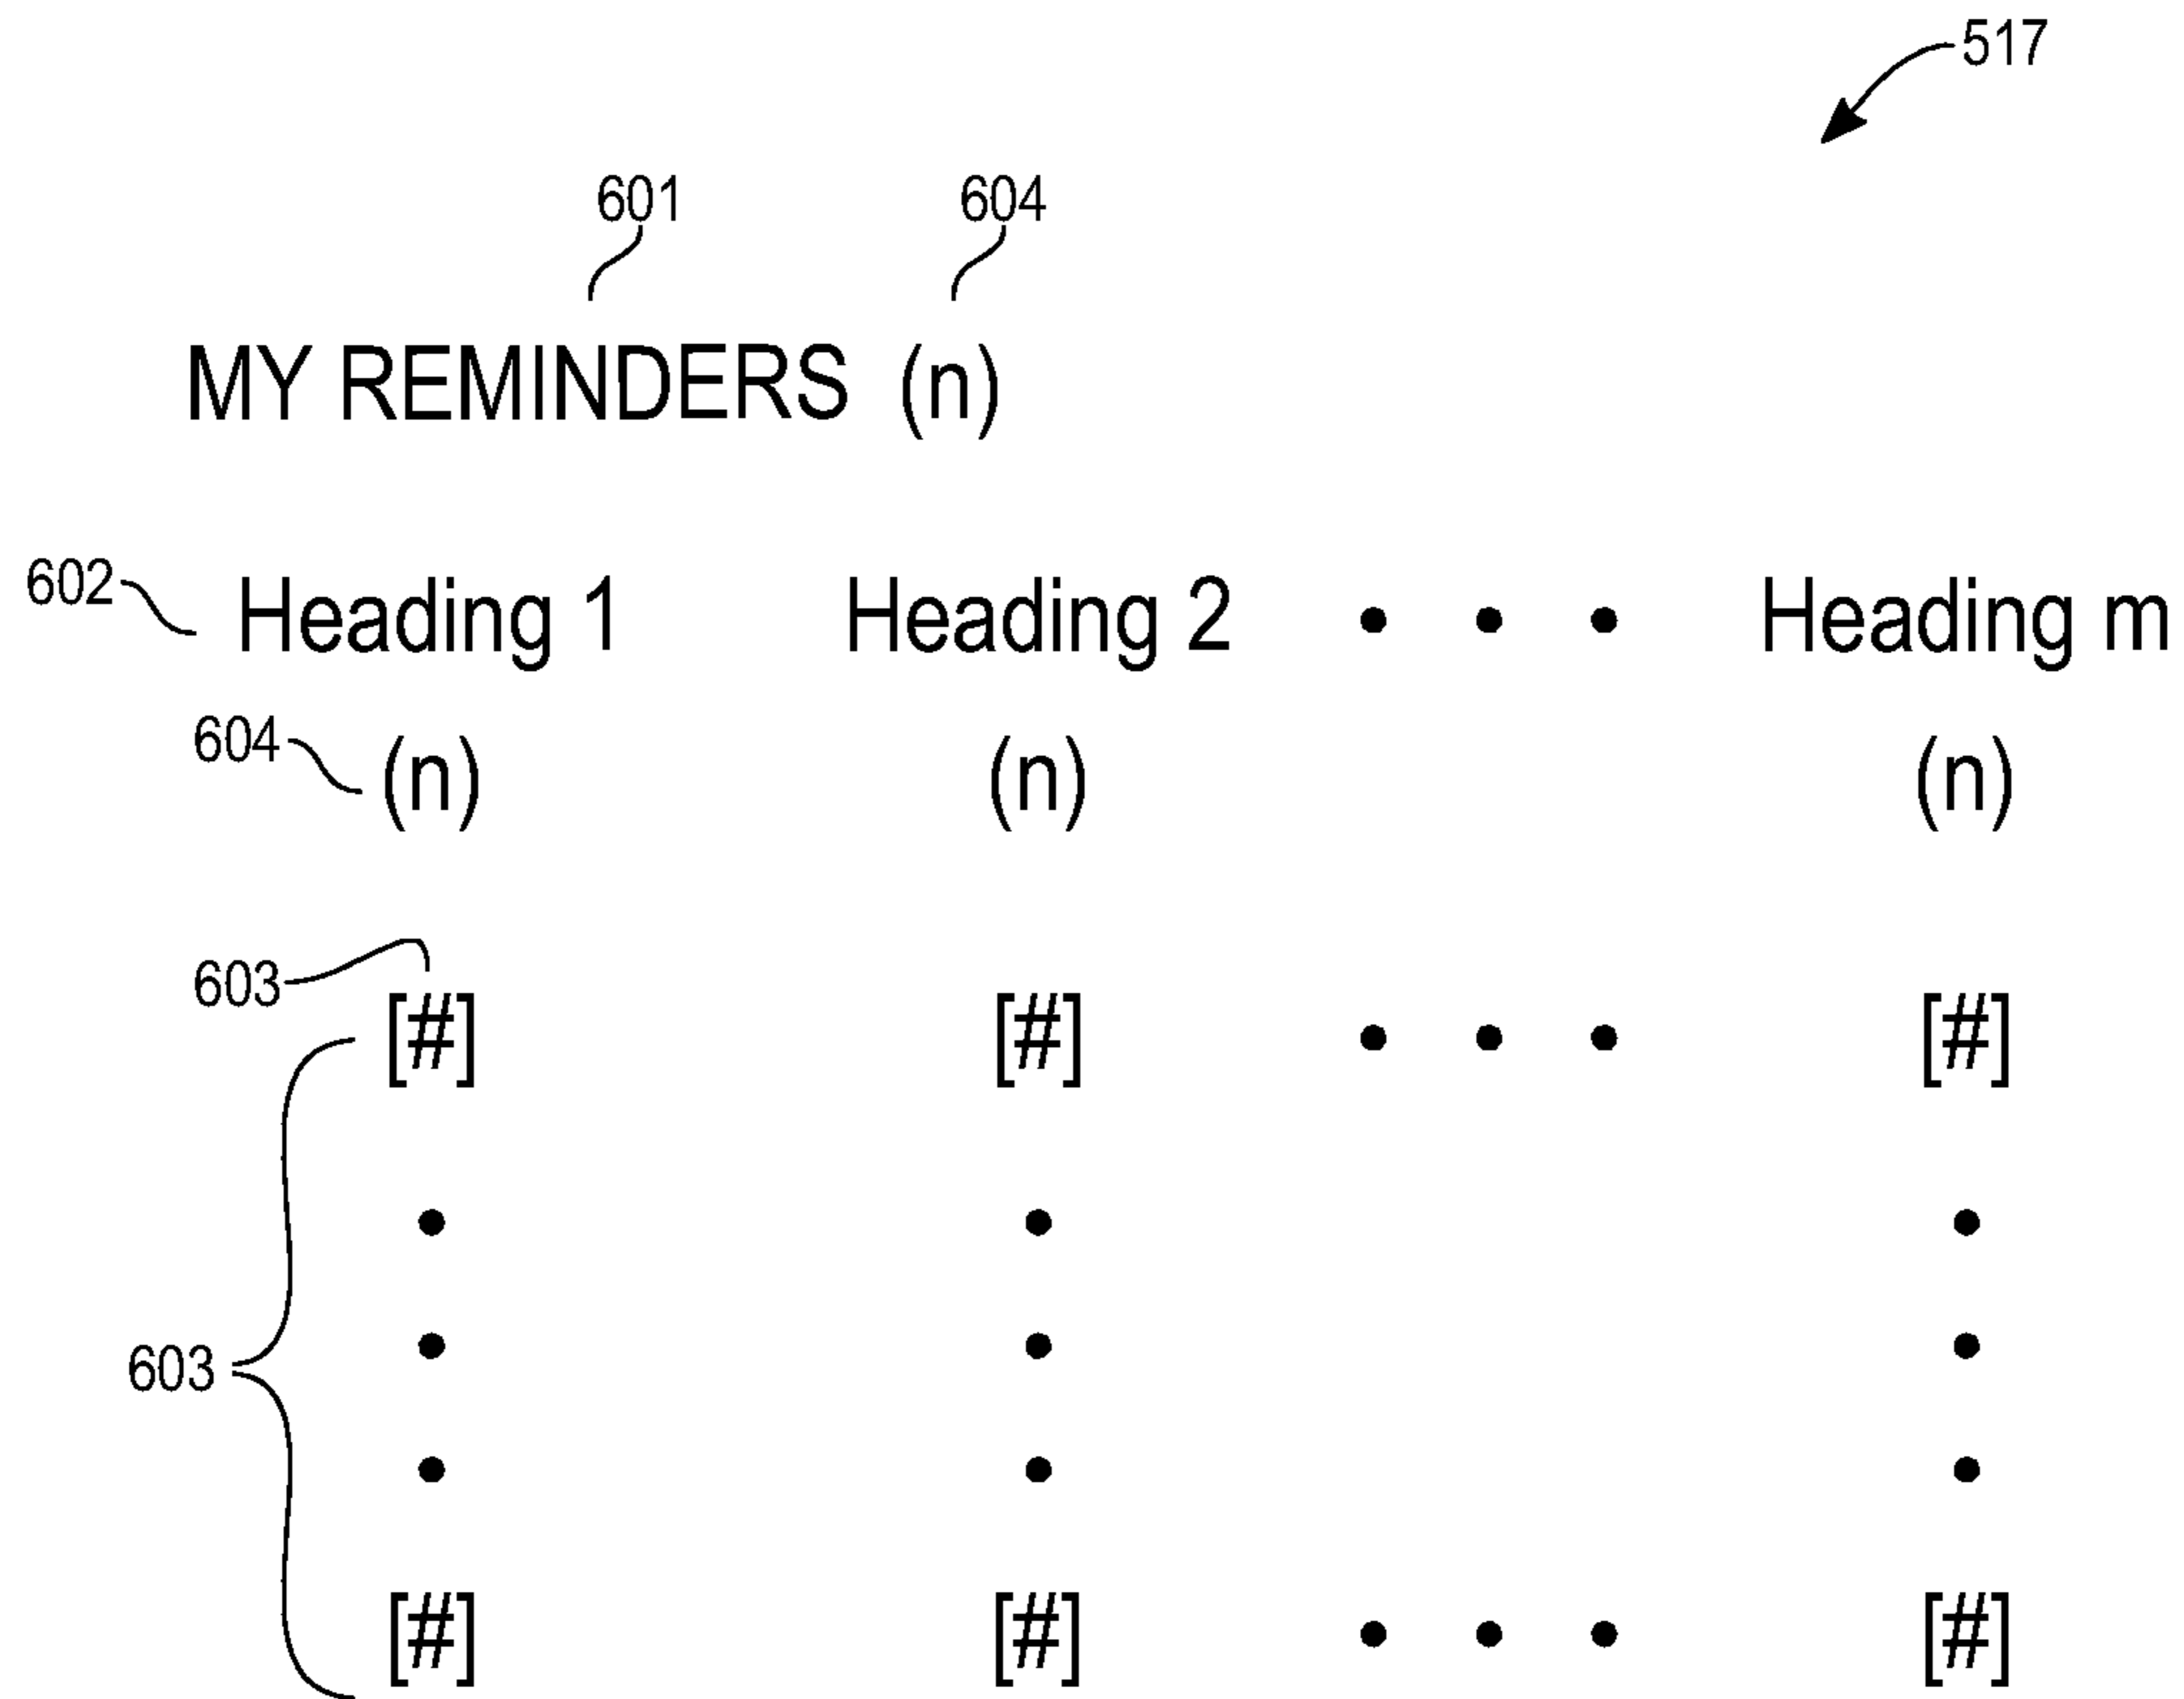 517
601 604
MY REMINDERS (n)
602 Heading 1 Heading 2 • • • Heading m
604 (n) (n) (n)
603
[#] [#] • • • [#]
• • •
• • •
603
• • •
[#] [#] • • • [#]